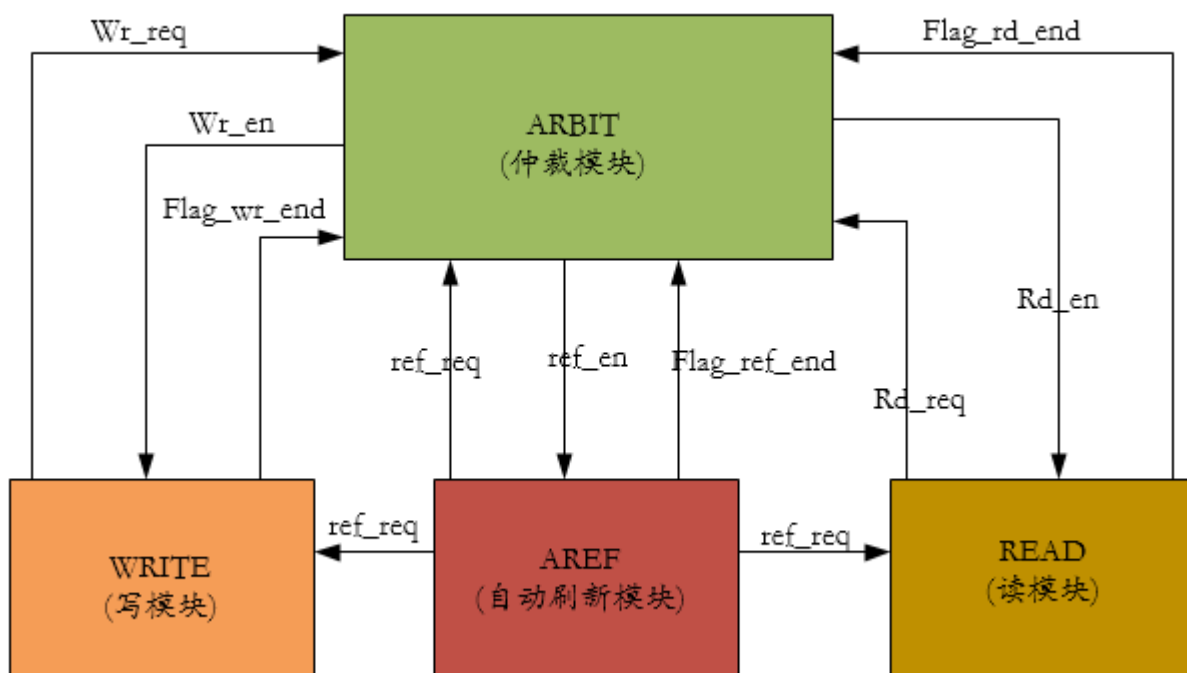 Wr_req
Flag_rd_end
ARBIT
(仲裁模块)
Wr_en
Flag_wr_end
Rd_en
ref_req
ref_en
Flag_ref_end
Rd_req
ref_req
ref_req
WRITE
(写模块)
AREF
(自动刷新模块)
READ
(读模块)